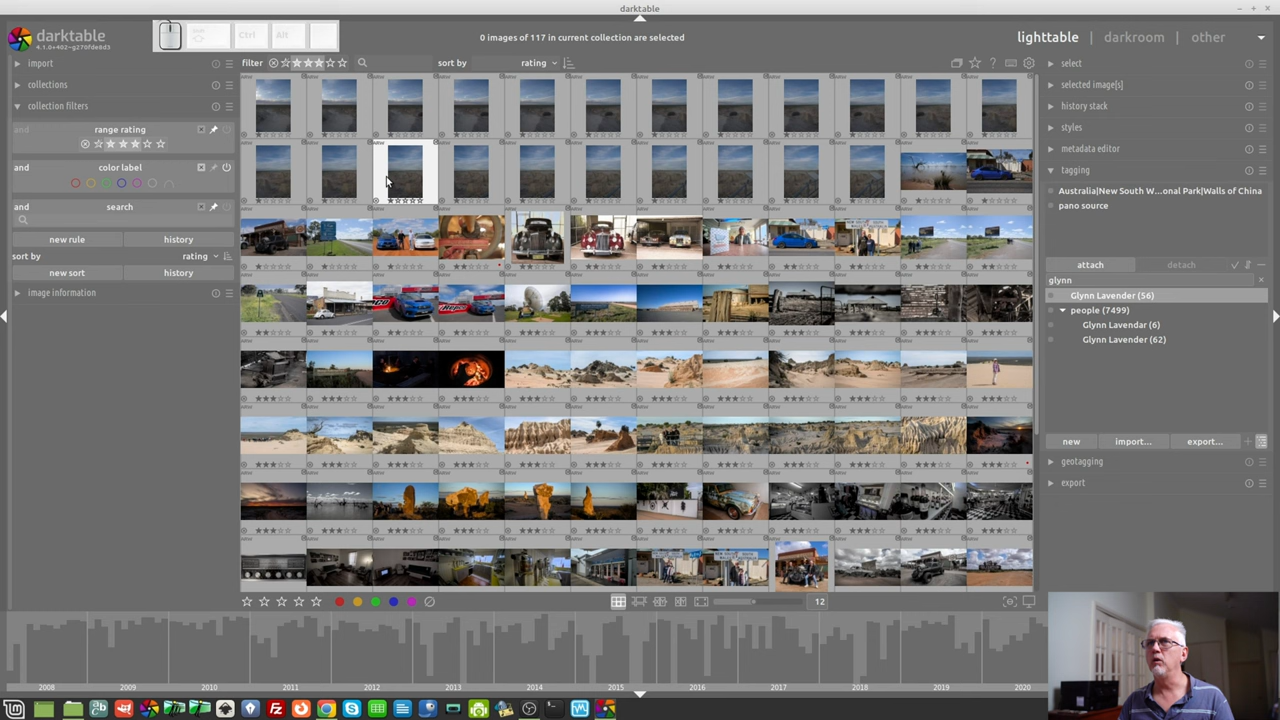 darktable
darktable
4.1.0+402~g270fde8d3
Ctrl
Alt
0 images of 117 in current collection are selected
lighttable | darkroom | other
import
collections
collection filters
and range rating
and color label
and search
new rule history
sort by rating
new sort history
image information
filter
sort by rating
select
selected image[s]
history stack
styles
metadata editor
tagging
Australia|New South W...onal Park|Walls of China
pano source
attach detach
glynn
Glynn Lavender (56)
people (7499)
Glynn Lavendar (6)
Glynn Lavender (62)
new import... export...
geotagging
export
12
2008 2009 2010 2011 2012 2013 2014 2015 2016 2017 2018 2019 2020